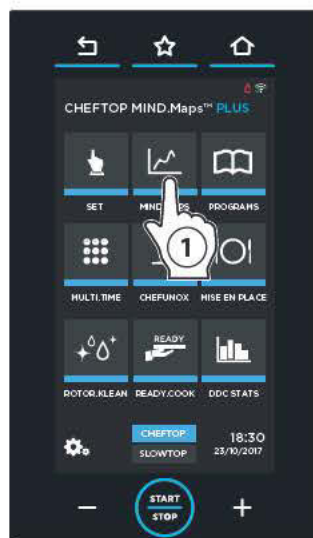 CHEFTOP MIND.Maps™ PLUS
SET
PROGRAMS
1
MULTI.TIME
CHEFUNOX
MISE EN PLACE
READY
ROTOR.KLEAN
READY.COOK
DDC STATS
CHEFTOP
SLOWTOP
18:30
23/10/2017
START
STOP